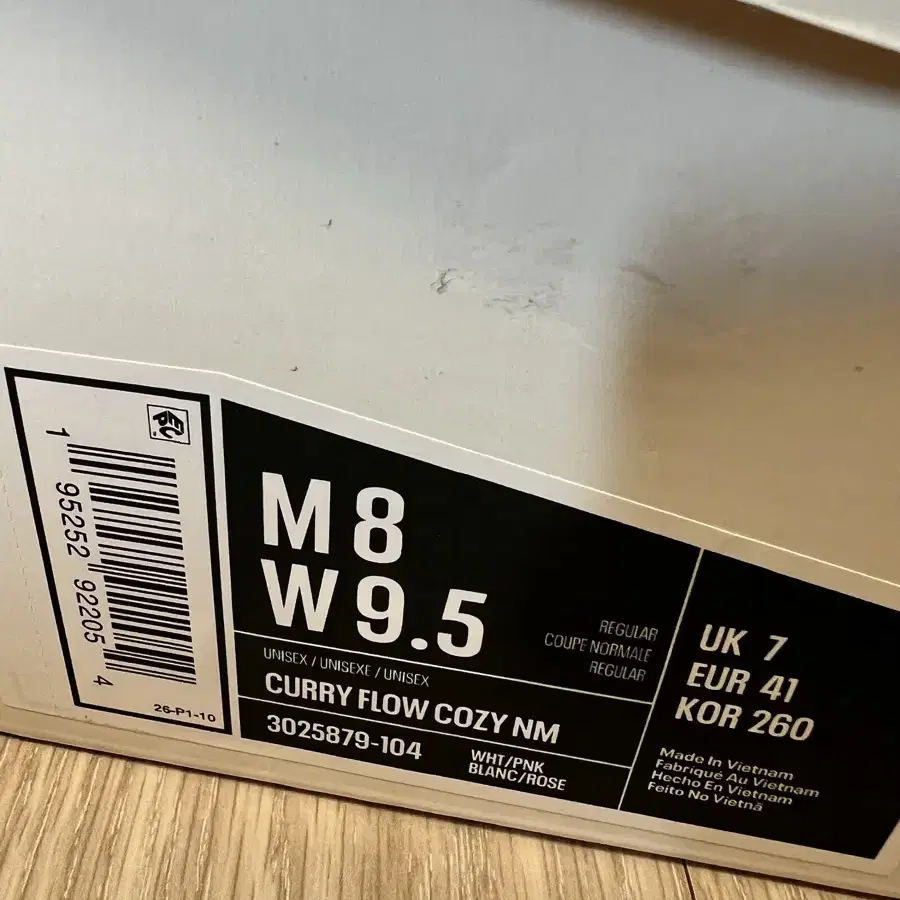 1 95252 92205 4
26-P1-10
M 8
W 9.5
REGULAR
COUPE NORMALE
REGULAR
UNISEX / UNISEXE / UNISEX
CURRY FLOW COZY NM
3025879-104
WHT/PNK
BLANC/ROSE
UK 7
EUR 41
KOR 260
Made In Vietnam
Fabriqué Au Vietnam
Hecho En Vietnam
Feito No Vietnã